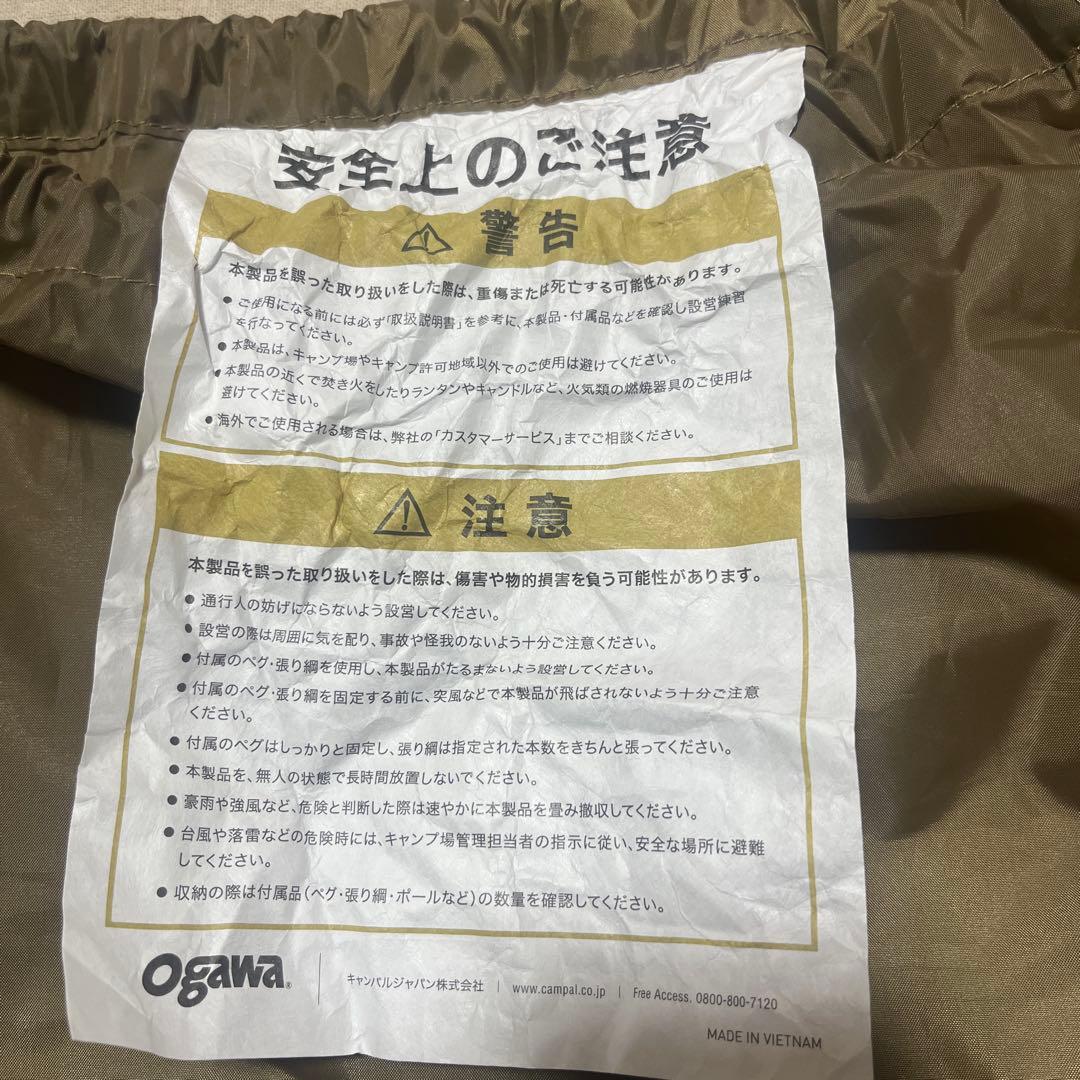 安全上のご注意
⚠ 警告
本製品を誤った取り扱いをした際は、重傷または死亡する可能性があります。
● ご使用になる前には必ず「取扱説明書」を参考に、本製品・付属品などを確認し設営練習
を行なってください。
● 本製品は、キャンプ場やキャンプ許可地域以外でのご使用は避けてください。
● 本製品の近くで焚き火をしたりランタンやキャンドルなど、火気類の燃焼器具のご使用は
避けてください。
● 海外でご使用される場合は、弊社の「カスタマーサービス」までご相談ください。
⚠ 注意
本製品を誤った取り扱いをした際は、傷害や物的損害を負う可能性があります。
● 通行人の妨げにならないよう設営してください。
● 設営の際は周囲に気を配り、事故や怪我のないよう十分ご注意ください。
● 付属のペグ・張り綱を使用し、本製品がたるまないよう設営してください。
● 付属のペグ・張り綱を固定する前に、突風などで本製品が飛ばされないよう十分ご注意
ください。
● 付属のペグはしっかりと固定し、張り綱は指定された本数をきちんと張ってください。
● 本製品を、無人の状態で長時間放置しないでください。
● 豪雨や強風など、危険と判断した際は速やかに本製品を畳み撤収してください。
● 台風や落雷などの危険時には、キャンプ場管理担当者の指示に従い、安全な場所に避難
してください。
● 収納の際は付属品（ペグ・張り綱・ポールなど）の数量を確認してください。
ogawa® | キャンパルジャパン株式会社 | www.campal.co.jp | Free Access. 0800-800-7120
MADE IN VIETNAM